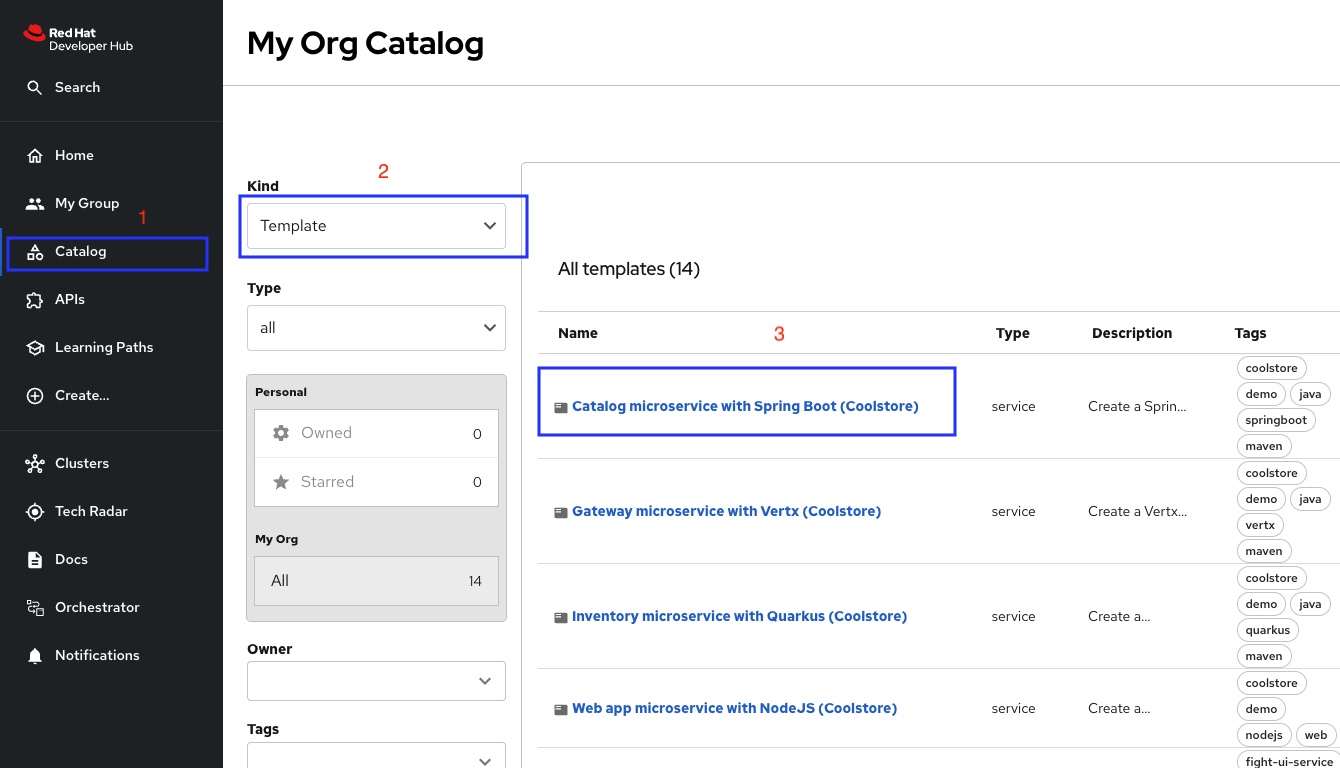 Red Hat
Developer Hub
Search
Home
My Group
1
Catalog
APIs
Learning Paths
Create...
Clusters
Tech Radar
Docs
Orchestrator
Notifications
My Org Catalog
2
Kind
Template
Type
all
Personal
Owned 0
Starred 0
My Org
All 14
Owner
Tags
All templates (14)
Name 3 Type Description Tags
Catalog microservice with Spring Boot (Coolstore) service Create a Sprin...
coolstore
demo java
springboot
maven
Gateway microservice with Vertx (Coolstore) service Create a Vertx...
coolstore
demo java
vertx
maven
Inventory microservice with Quarkus (Coolstore) service Create a...
coolstore
demo java
quarkus
maven
Web app microservice with NodeJS (Coolstore) service Create a...
coolstore
demo
nodejs web
fight-ui-service